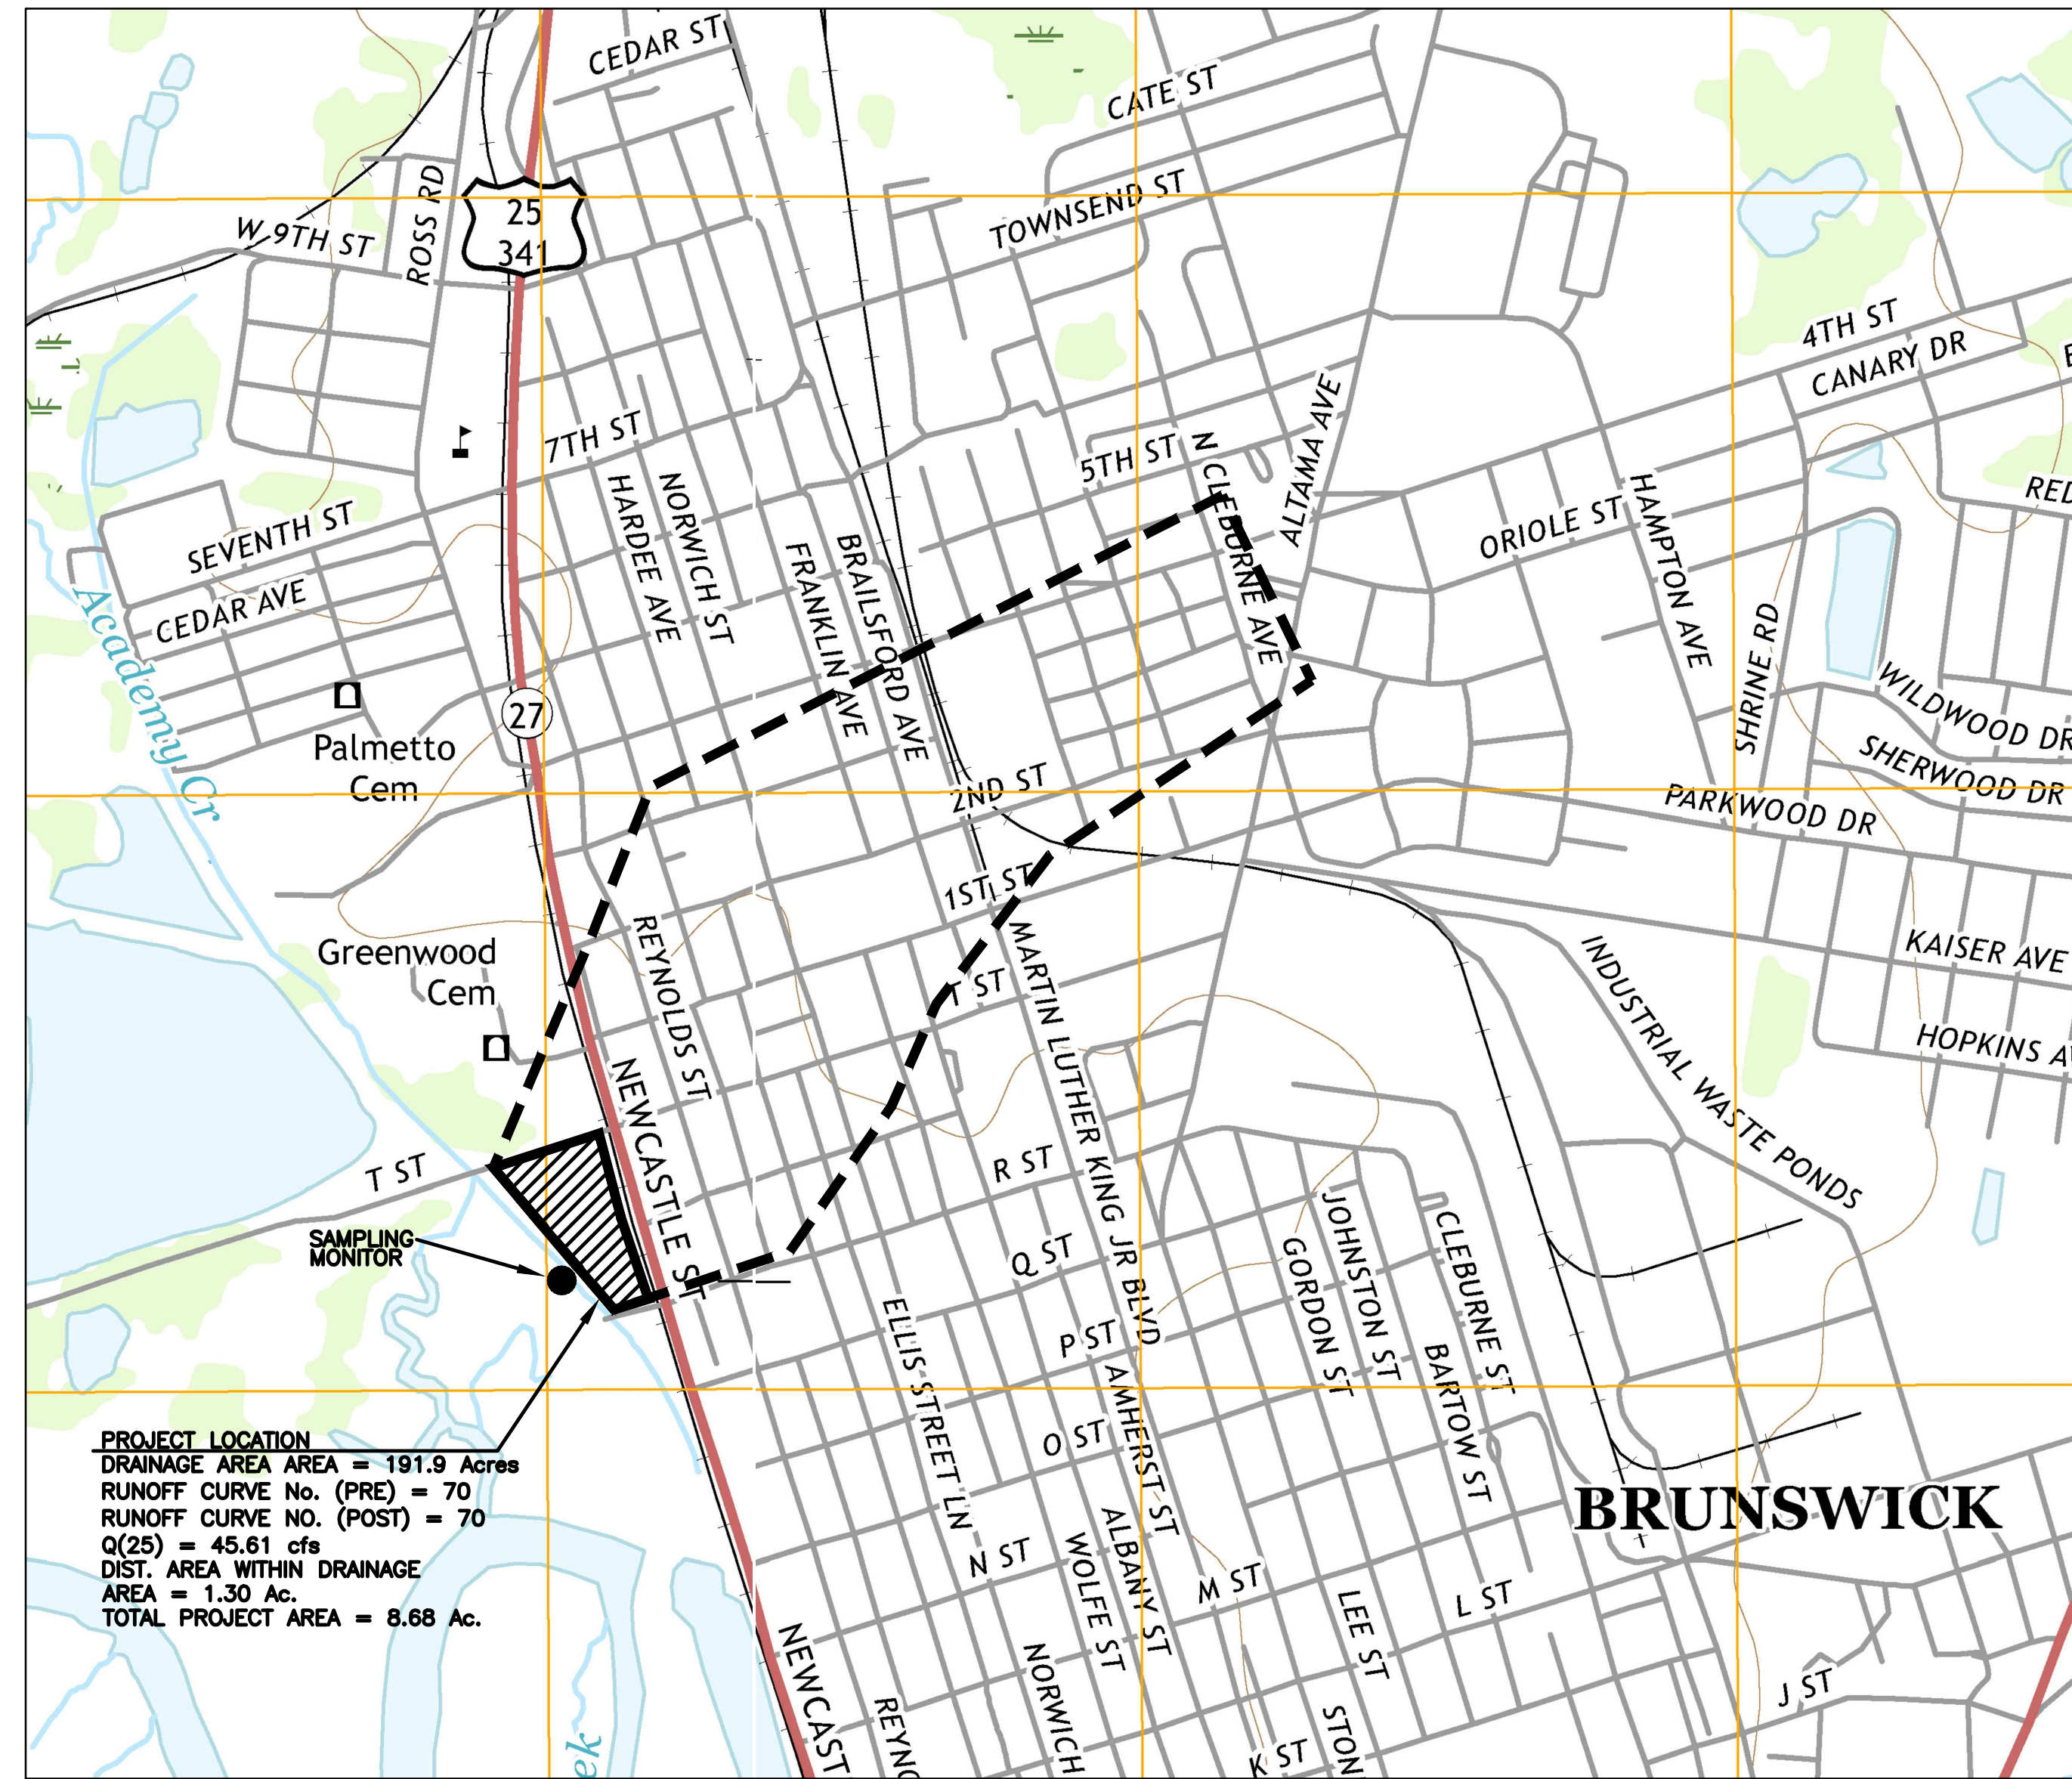 CEDAR ST
CATE ST
TOWNSEND ST
ROSS RD
W 9TH ST
25
341
4TH ST
CANARY DR
7TH ST
5TH ST
N CLEBURNE AVE
ALTAMA AVE
HARDEE AVE
NORWICH ST
FRANKLIN AVE
BRAILSFORD AVE
SEVENTH ST
CEDAR AVE
ORIOLE ST
HAMPTON AVE
SHRINE RD
RED
WILDWOOD DR
SHERWOOD DR
PARKWOOD DR
Academy Cr
27
Palmetto
Cem
2ND ST
1ST ST
Greenwood
Cem
REYNOLDS ST
T ST
MARTIN LUTHER KING JR BLVD
INDUSTRIAL WASTE PONDS
KAISER AVE
HOPKINS AV
NEWCASTLE ST
T ST
R ST
Q ST
P ST
O ST
N ST
M ST
L ST
K ST
J ST
JOHNSTON ST
GORDON ST
CLEBURNE ST
BARTOW ST
ELLIS STREET LN
AMHERST ST
ALBANY ST
WOLFE ST
LEE ST
NORWICH
STON
NEWCAST
REYNO
eek
BRUNSWICK
SAMPLING
MONITOR
PROJECT LOCATION
DRAINAGE AREA AREA = 191.9 Acres
RUNOFF CURVE No. (PRE) = 70
RUNOFF CURVE NO. (POST) = 70
Q(25) = 45.61 cfs
DIST. AREA WITHIN DRAINAGE
AREA = 1.30 Ac.
TOTAL PROJECT AREA = 8.68 Ac.